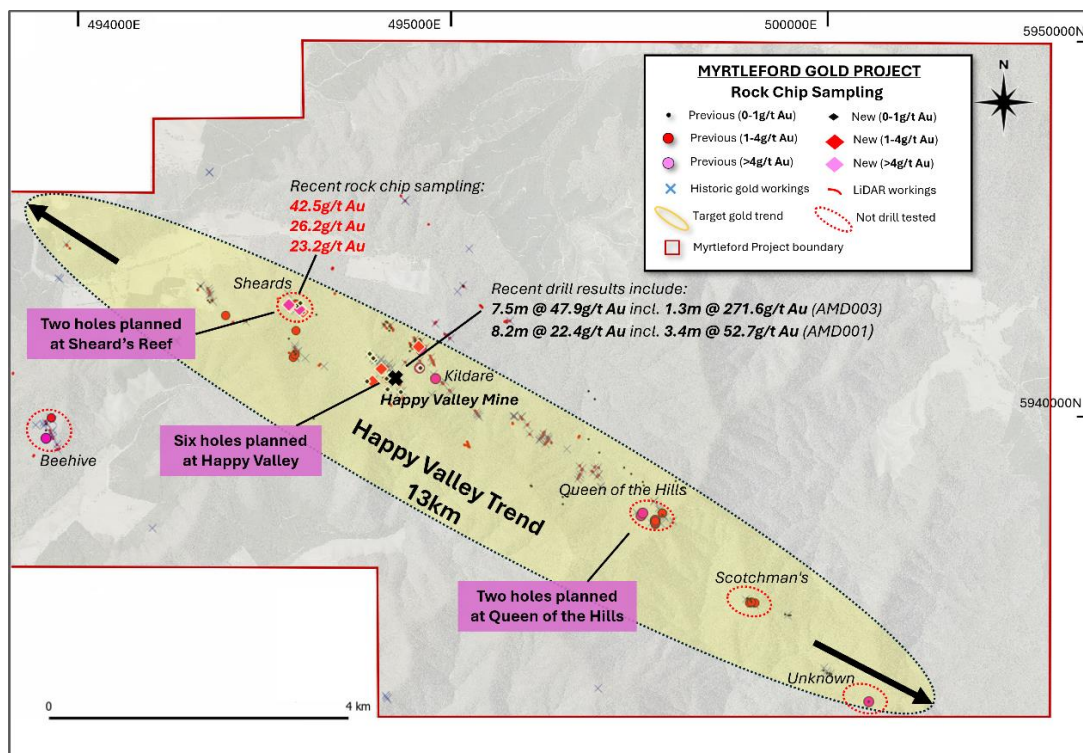 494000E
495000E
500000E
5950000N
MYRTLEFORD GOLD PROJECT
Rock Chip Sampling
Previous (0-1g/t Au)
New (0-1g/t Au)
Previous (1-4g/t Au)
New (1-4g/t Au)
Previous (>4g/t Au)
New (>4g/t Au)
Historic gold workings
LiDAR workings
Target gold trend
Not drill tested
Myrtleford Project boundary
N
Recent rock chip sampling:
42.5g/t Au
26.2g/t Au
23.2g/t Au
Sheards
Recent drill results include:
7.5m @ 47.9g/t Au incl. 1.3m @ 271.6g/t Au (AMD003)
8.2m @ 22.4g/t Au incl. 3.4m @ 52.7g/t Au (AMD001)
Two holes planned
at Sheard's Reef
Kildare
Happy Valley Mine
5940000N
Six holes planned
at Happy Valley
Beehive
Happy Valley Trend
13km
Queen of the Hills
Two holes planned
at Queen of the Hills
Scotchman's
Unknown
0
4 km